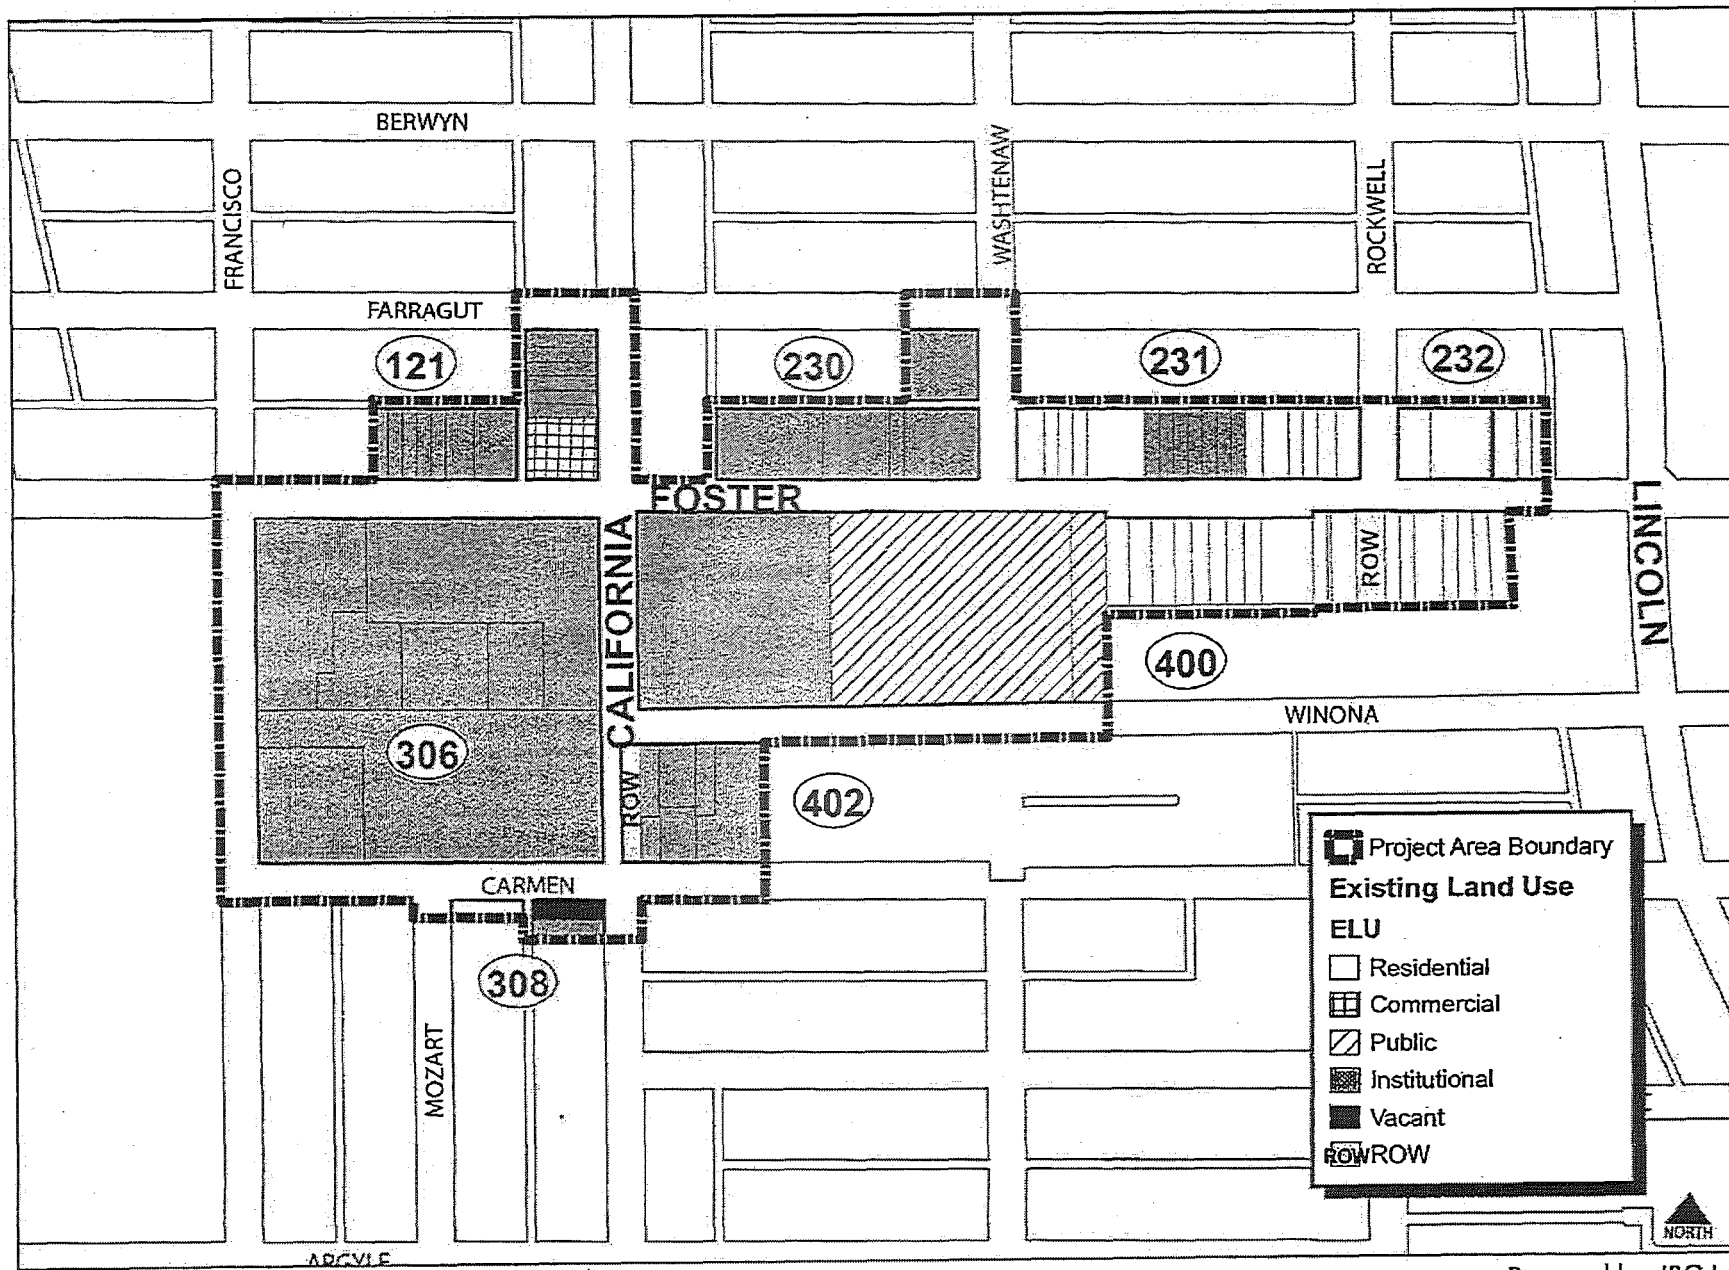 BERWYN
FRANCISCO
WASHTENAW
ROCKWELL
FARRAGUT
121
230
231
232
FOSTER
CALIFORNIA
LINCOLN
ROW
400
WINONA
306
ROW
402
CARMEN
308
MOZART
Project Area Boundary
Existing Land Use
ELU
Residential
Commercial
Public
Institutional
Vacant
ROW ROW
NORTH
ARGYLE